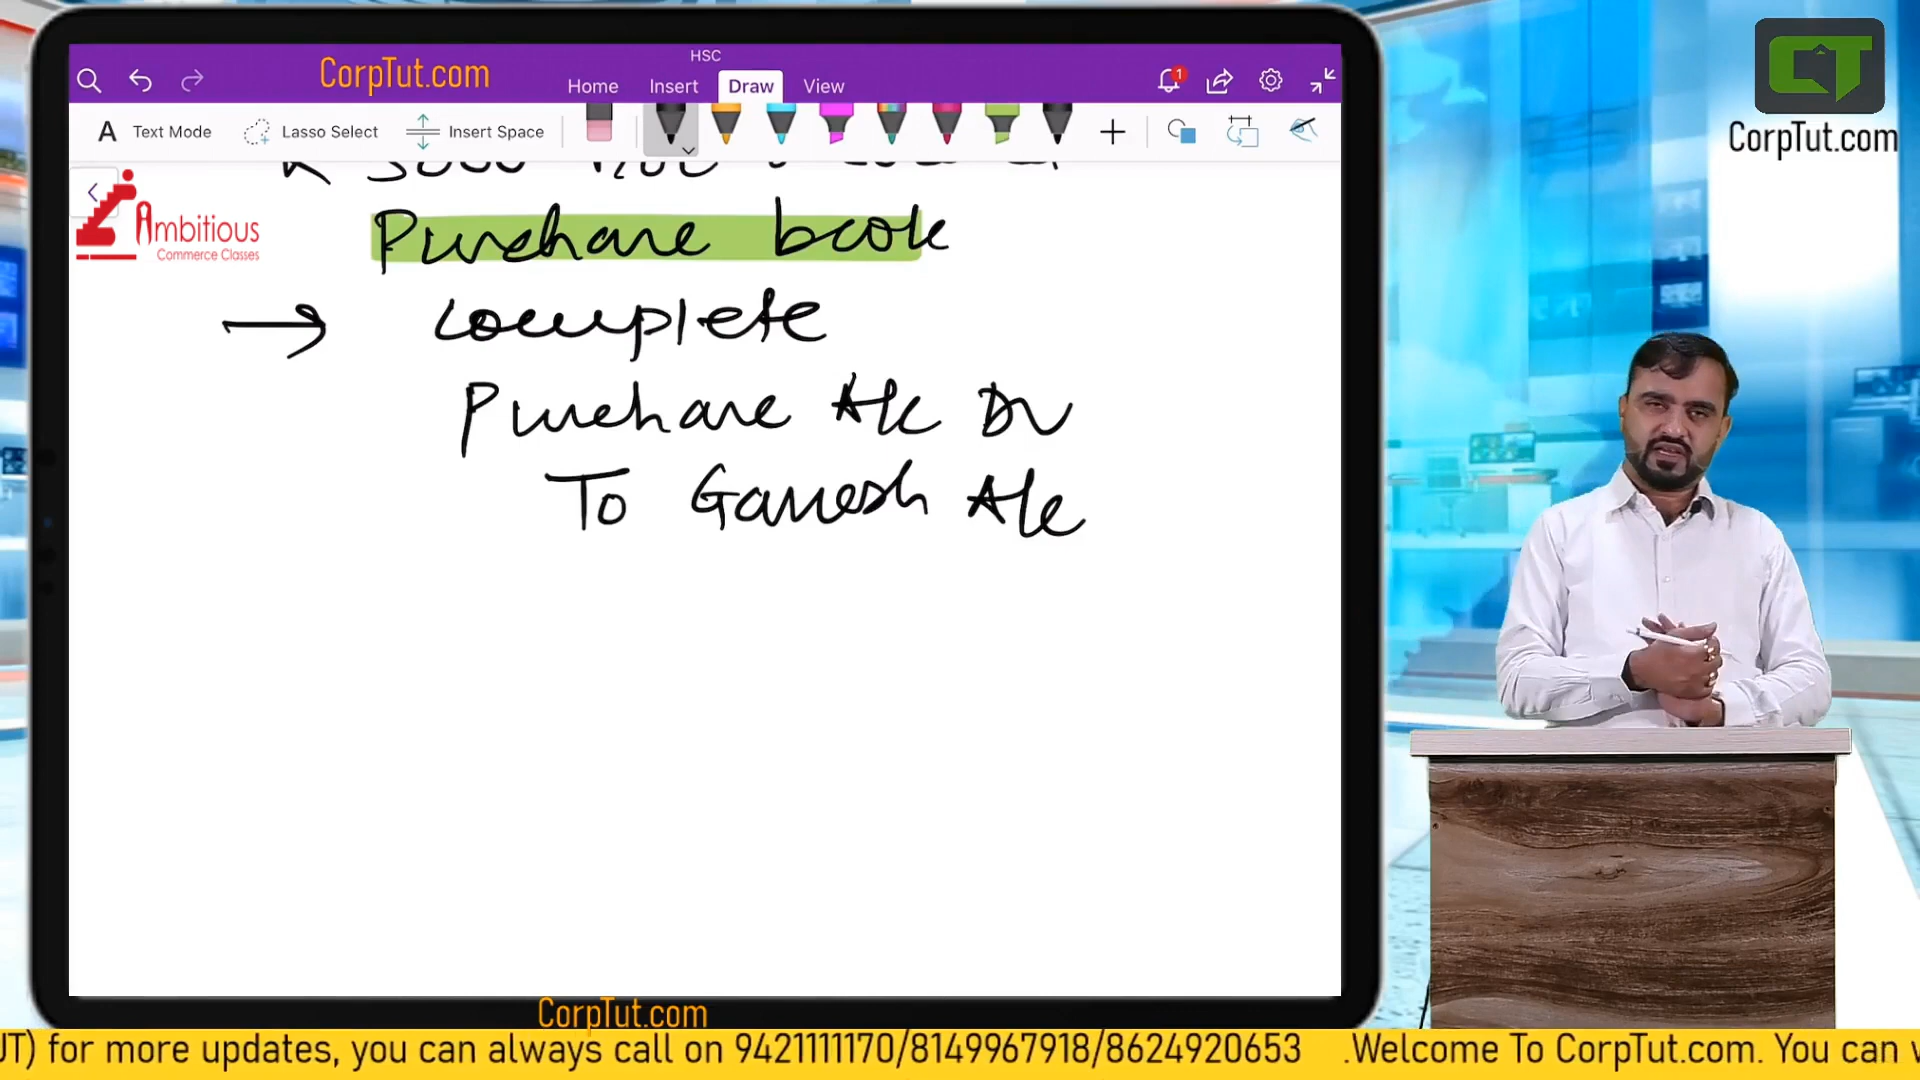 HSC
CorpTut.com
Home Insert Draw View
1
A Text Mode Lasso Select Insert Space
CT
CorpTut.com
Ambitious
Commerce Classes
Purchase book
→ complete
Purchase A/c Dr
To Ganesh A/c
CorpTut.com
UT) for more updates, you can always call on 9421111170/8149967918/8624920653 .Welcome To CorpTut.com. You can v